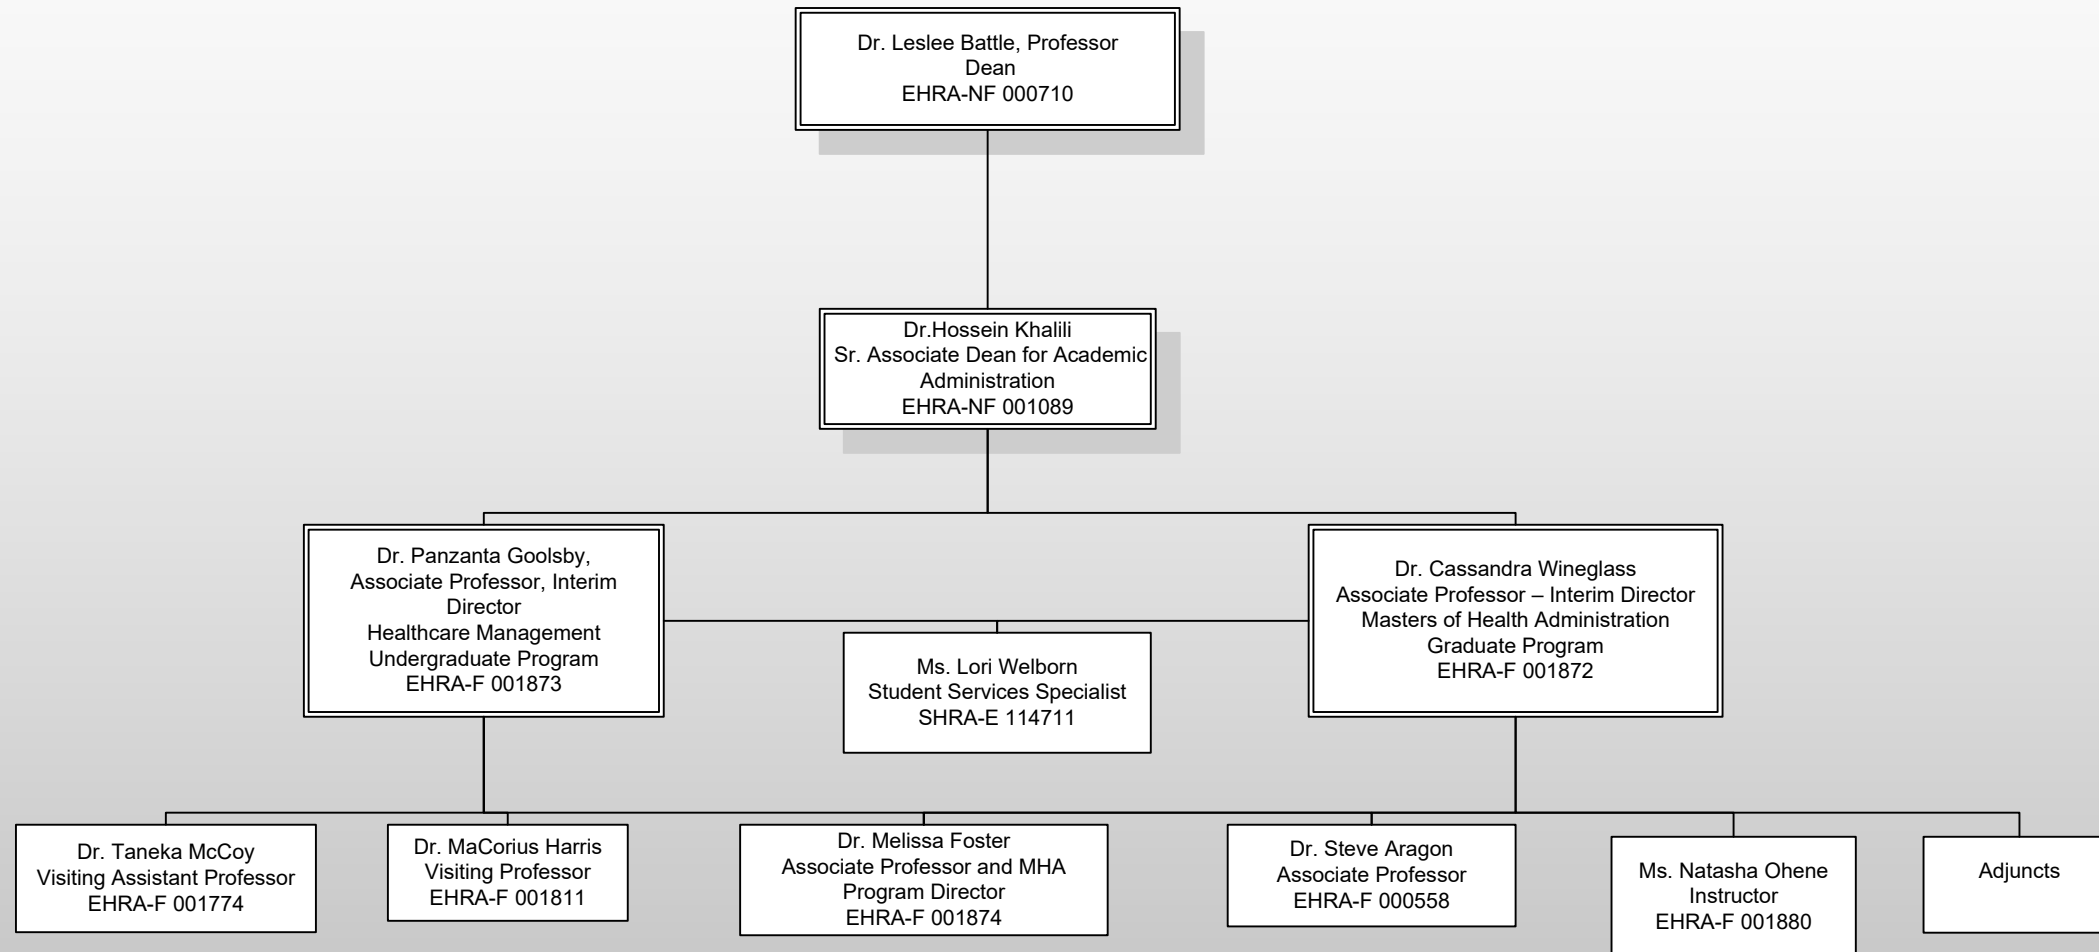 Dr. Leslee Battle, Professor
Dean
EHRA-NF 000710
Dr.Hossein Khalili
Sr. Associate Dean for Academic
Administration
EHRA-NF 001089
Dr. Panzanta Goolsby,
Associate Professor, Interim
Director
Healthcare Management
Undergraduate Program
EHRA-F 001873
Dr. Cassandra Wineglass
Associate Professor – Interim Director
Masters of Health Administration
Graduate Program
EHRA-F 001872
Ms. Lori Welborn
Student Services Specialist
SHRA-E 114711
Dr. Taneka McCoy
Visiting Assistant Professor
EHRA-F 001774
Dr. MaCorius Harris
Visiting Professor
EHRA-F 001811
Dr. Melissa Foster
Associate Professor and MHA
Program Director
EHRA-F 001874
Dr. Steve Aragon
Associate Professor
EHRA-F 000558
Ms. Natasha Ohene
Instructor
EHRA-F 001880
Adjuncts